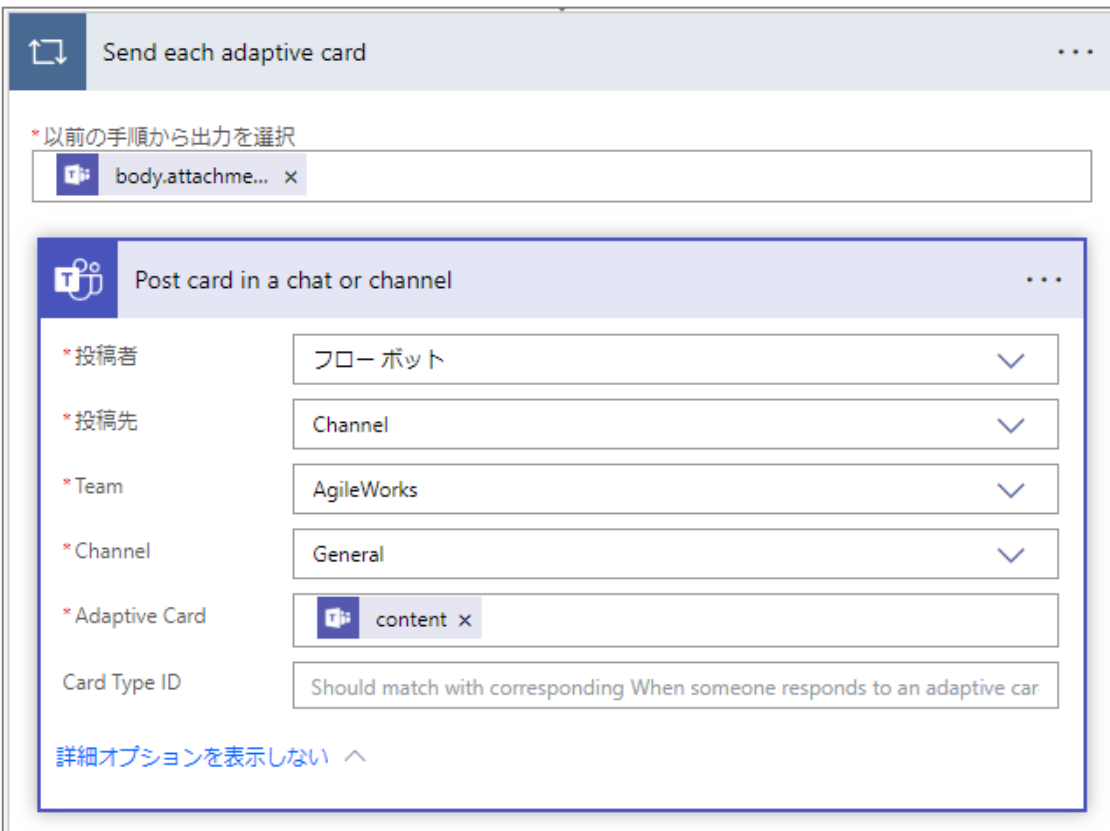 Send each adaptive card
*以前の手順から出力を選択
body.attachme... ×
Post card in a chat or channel
*投稿者 フロー ボット
*投稿先 Channel
*Team AgileWorks
*Channel General
*Adaptive Card content ×
Card Type ID Should match with corresponding When someone responds to an adaptive car
詳細オプションを表示しない